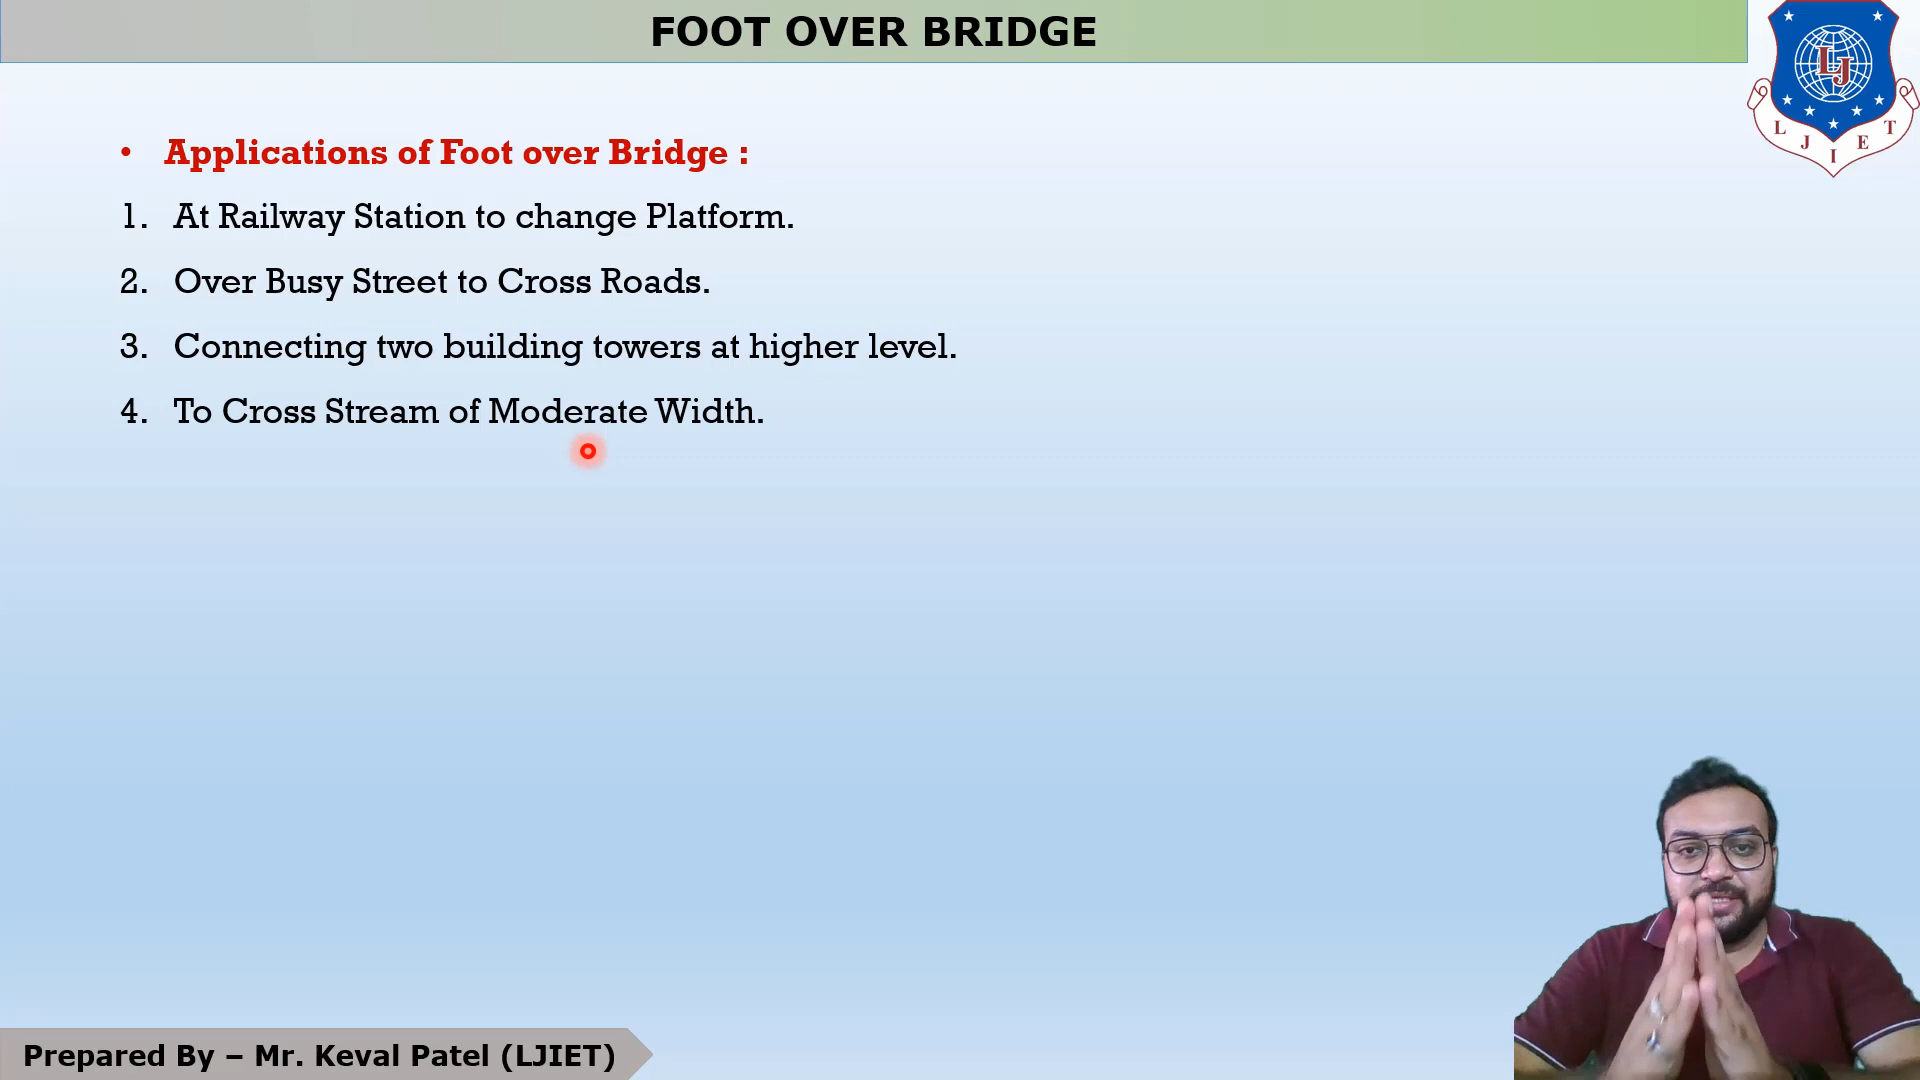 FOOT OVER BRIDGE
LJ
L J I E T
• Applications of Foot over Bridge :
1. At Railway Station to change Platform.
2. Over Busy Street to Cross Roads.
3. Connecting two building towers at higher level.
4. To Cross Stream of Moderate Width.
Prepared By – Mr. Keval Patel (LJIET)